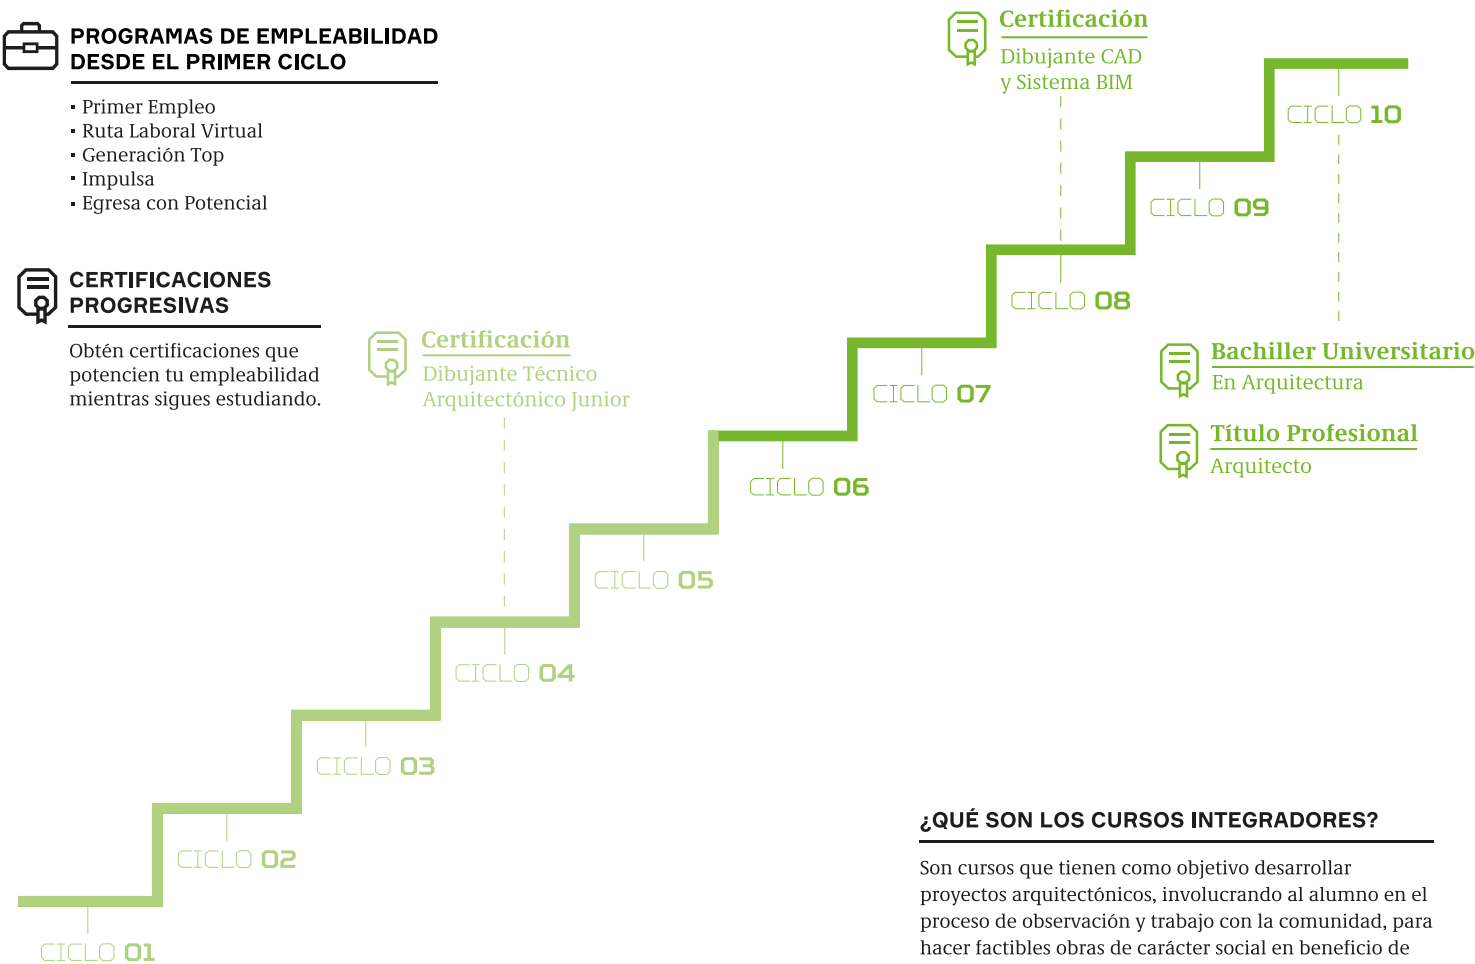 PROGRAMAS DE EMPLEABILIDAD
DESDE EL PRIMER CICLO
▪ Primer Empleo
▪ Ruta Laboral Virtual
▪ Generación Top
▪ Impulsa
▪ Egresa con Potencial
CERTIFICACIONES
PROGRESIVAS
Obtén certificaciones que
potencien tu empleabilidad
mientras sigues estudiando.
Certificación
Dibujante Técnico
Arquitectónico Junior
Certificación
Dibujante CAD
y Sistema BIM
CICLO 10
CICLO 09
CICLO 08
CICLO 07
CICLO 06
CICLO 05
CICLO 04
CICLO 03
CICLO 02
CICLO 01
Bachiller Universitario
En Arquitectura
Título Profesional
Arquitecto
¿QUÉ SON LOS CURSOS INTEGRADORES?
Son cursos que tienen como objetivo desarrollar
proyectos arquitectónicos, involucrando al alumno en el
proceso de observación y trabajo con la comunidad, para
hacer factibles obras de carácter social en beneficio de